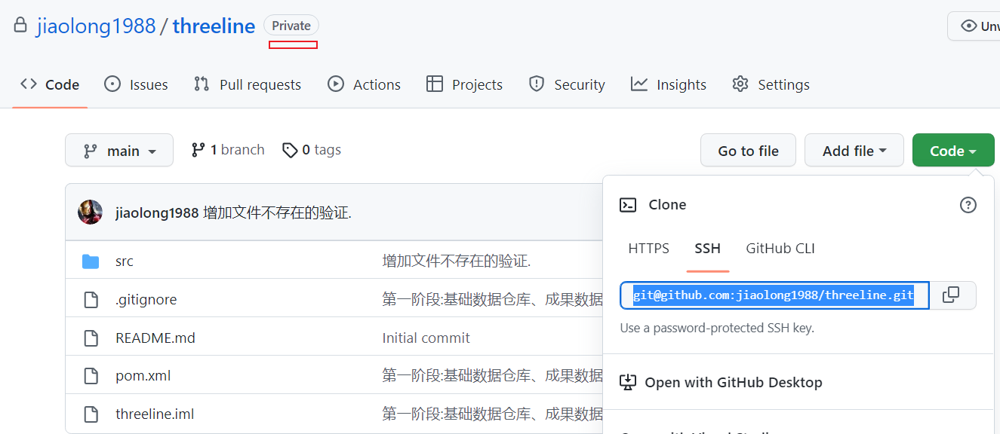 jiaolong1988 / threeline Private
Code Issues Pull requests Actions Projects Security Insights Settings
main 1 branch 0 tags Go to file Add file Code
jiaolong1988 增加文件不存在的验证.
Clone
HTTPS SSH GitHub CLI
src 增加文件不存在的验证.
.gitignore 第一阶段:基础数据仓库、成果数据
git@github.com:jiaolong1988/threeline.git
README.md Initial commit
Use a password-protected SSH key.
pom.xml 第一阶段:基础数据仓库、成果数据
Open with GitHub Desktop
threeline.iml 第一阶段:基础数据仓库、成果数据